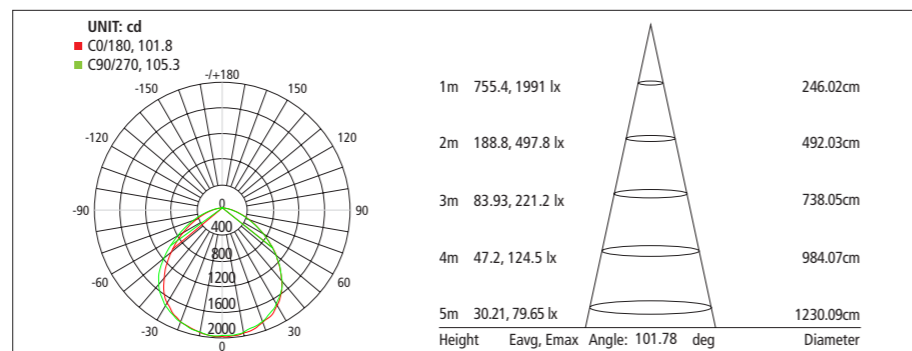 UNIT: cd
C0/180, 101.8
C90/270, 105.3
-/+180
-150
150
-120
120
-90
90
-60
60
-30
30
0
0
400
800
1200
1600
2000
1m 755.4, 1991 lx 246.02cm
2m 188.8, 497.8 lx 492.03cm
3m 83.93, 221.2 lx 738.05cm
4m 47.2, 124.5 lx 984.07cm
5m 30.21, 79.65 lx 1230.09cm
Height Eavg, Emax Angle: 101.78 deg Diameter